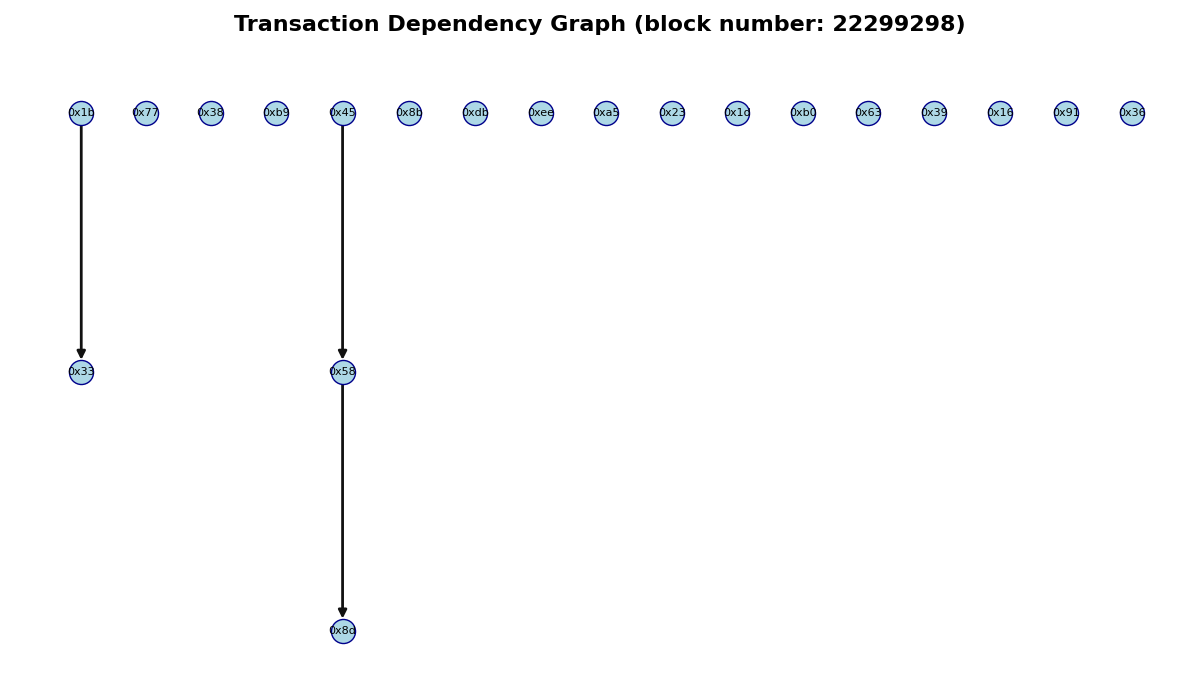 Transaction Dependency Graph (block number: 22299298)
0x1b 0x77 0x38 0xb9 0x45 0x8b 0xdb 0xee 0xa5 0x23 0x1d 0xb0 0x63 0x39 0x16 0x91 0x36
0x33 0x58
0x8d